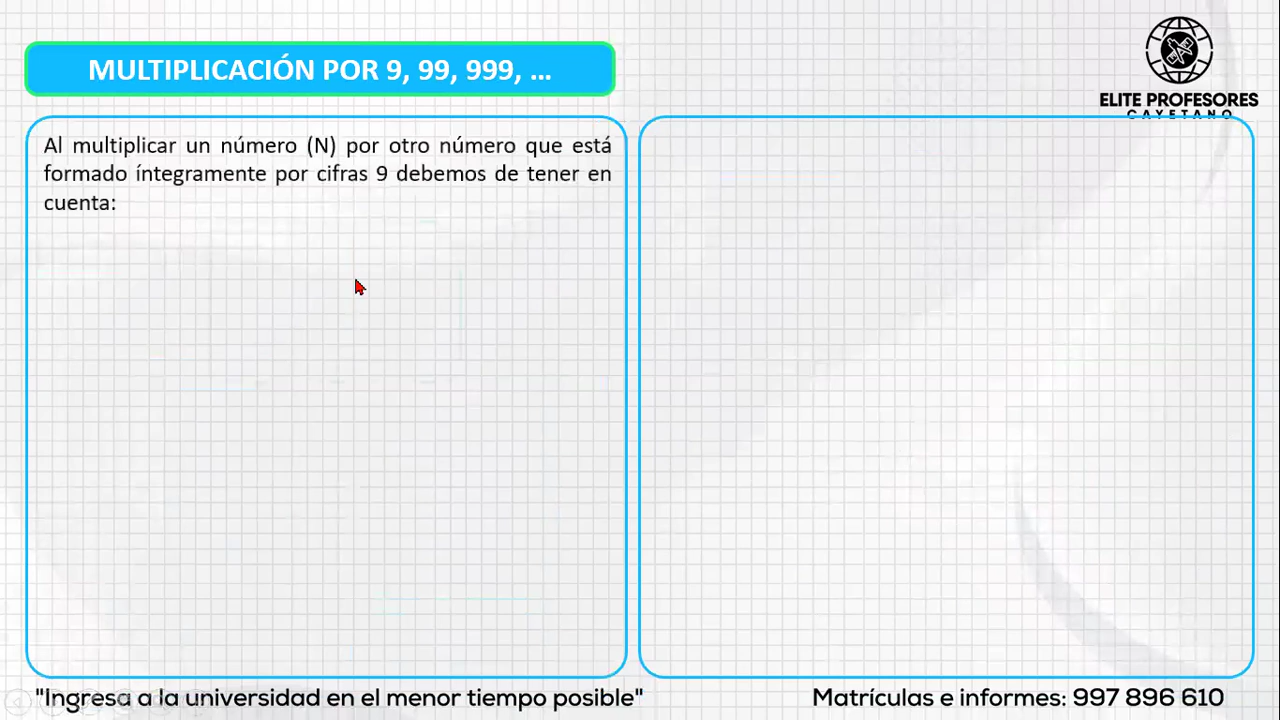 MULTIPLICACIÓN POR 9, 99, 999, ...
ELITE PROFESORES
CAYETANO
Al multiplicar un número (N) por otro número que está
formado íntegramente por cifras 9 debemos de tener en
cuenta:
"Ingresa a la universidad en el menor tiempo posible"
Matrículas e informes: 997 896 610